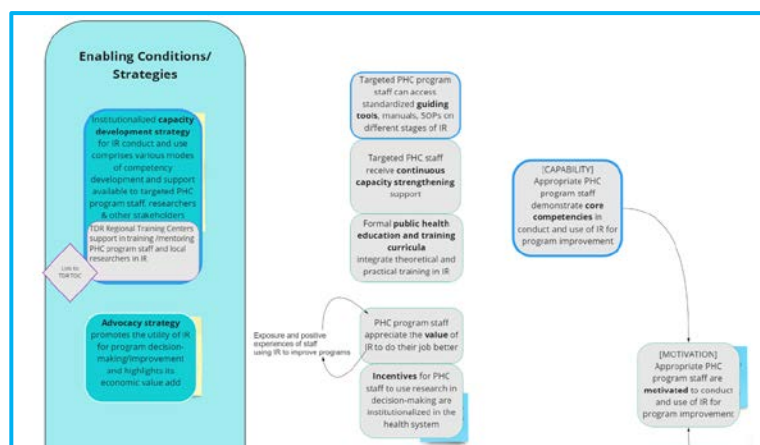 Enabling Conditions/
Strategies
Institutionalized capacity
development strategy
for IR conduct and use
comprises various modes
of competency
development and support
available to targeted PHC
program staff, researchers
& other stakeholders
TDR Regional Training Centers
support in training /mentoring
PHC program staff and local
researchers in IR
Link to
TDR TOC
Advocacy strategy
promotes the utility of IR
for program decision-
making/improvement
and highlights its
economic value add
Targeted PHC program
staff can access
standardized guiding
tools, manuals, SOPs on
different stages of IR
Targeted PHC staff
receive continuous
capacity strengthening
support
Formal public health
education and training
curricula
integrate theoretical and
practical training in IR
Exposure and positive
experiences of staff
using IR to improve programs
PHC program staff
appreciate the value of
IR to do their job better
Incentives for PHC
staff to use research in
decision-making are
institutionalized in the
health system
[CAPABILITY]
Appropriate PHC
program staff
demonstrate core
competencies in
conduct and use of IR for
program improvement
[MOTIVATION]
Appropriate PHC
program staff are
motivated to conduct
and use of IR for
program improvement